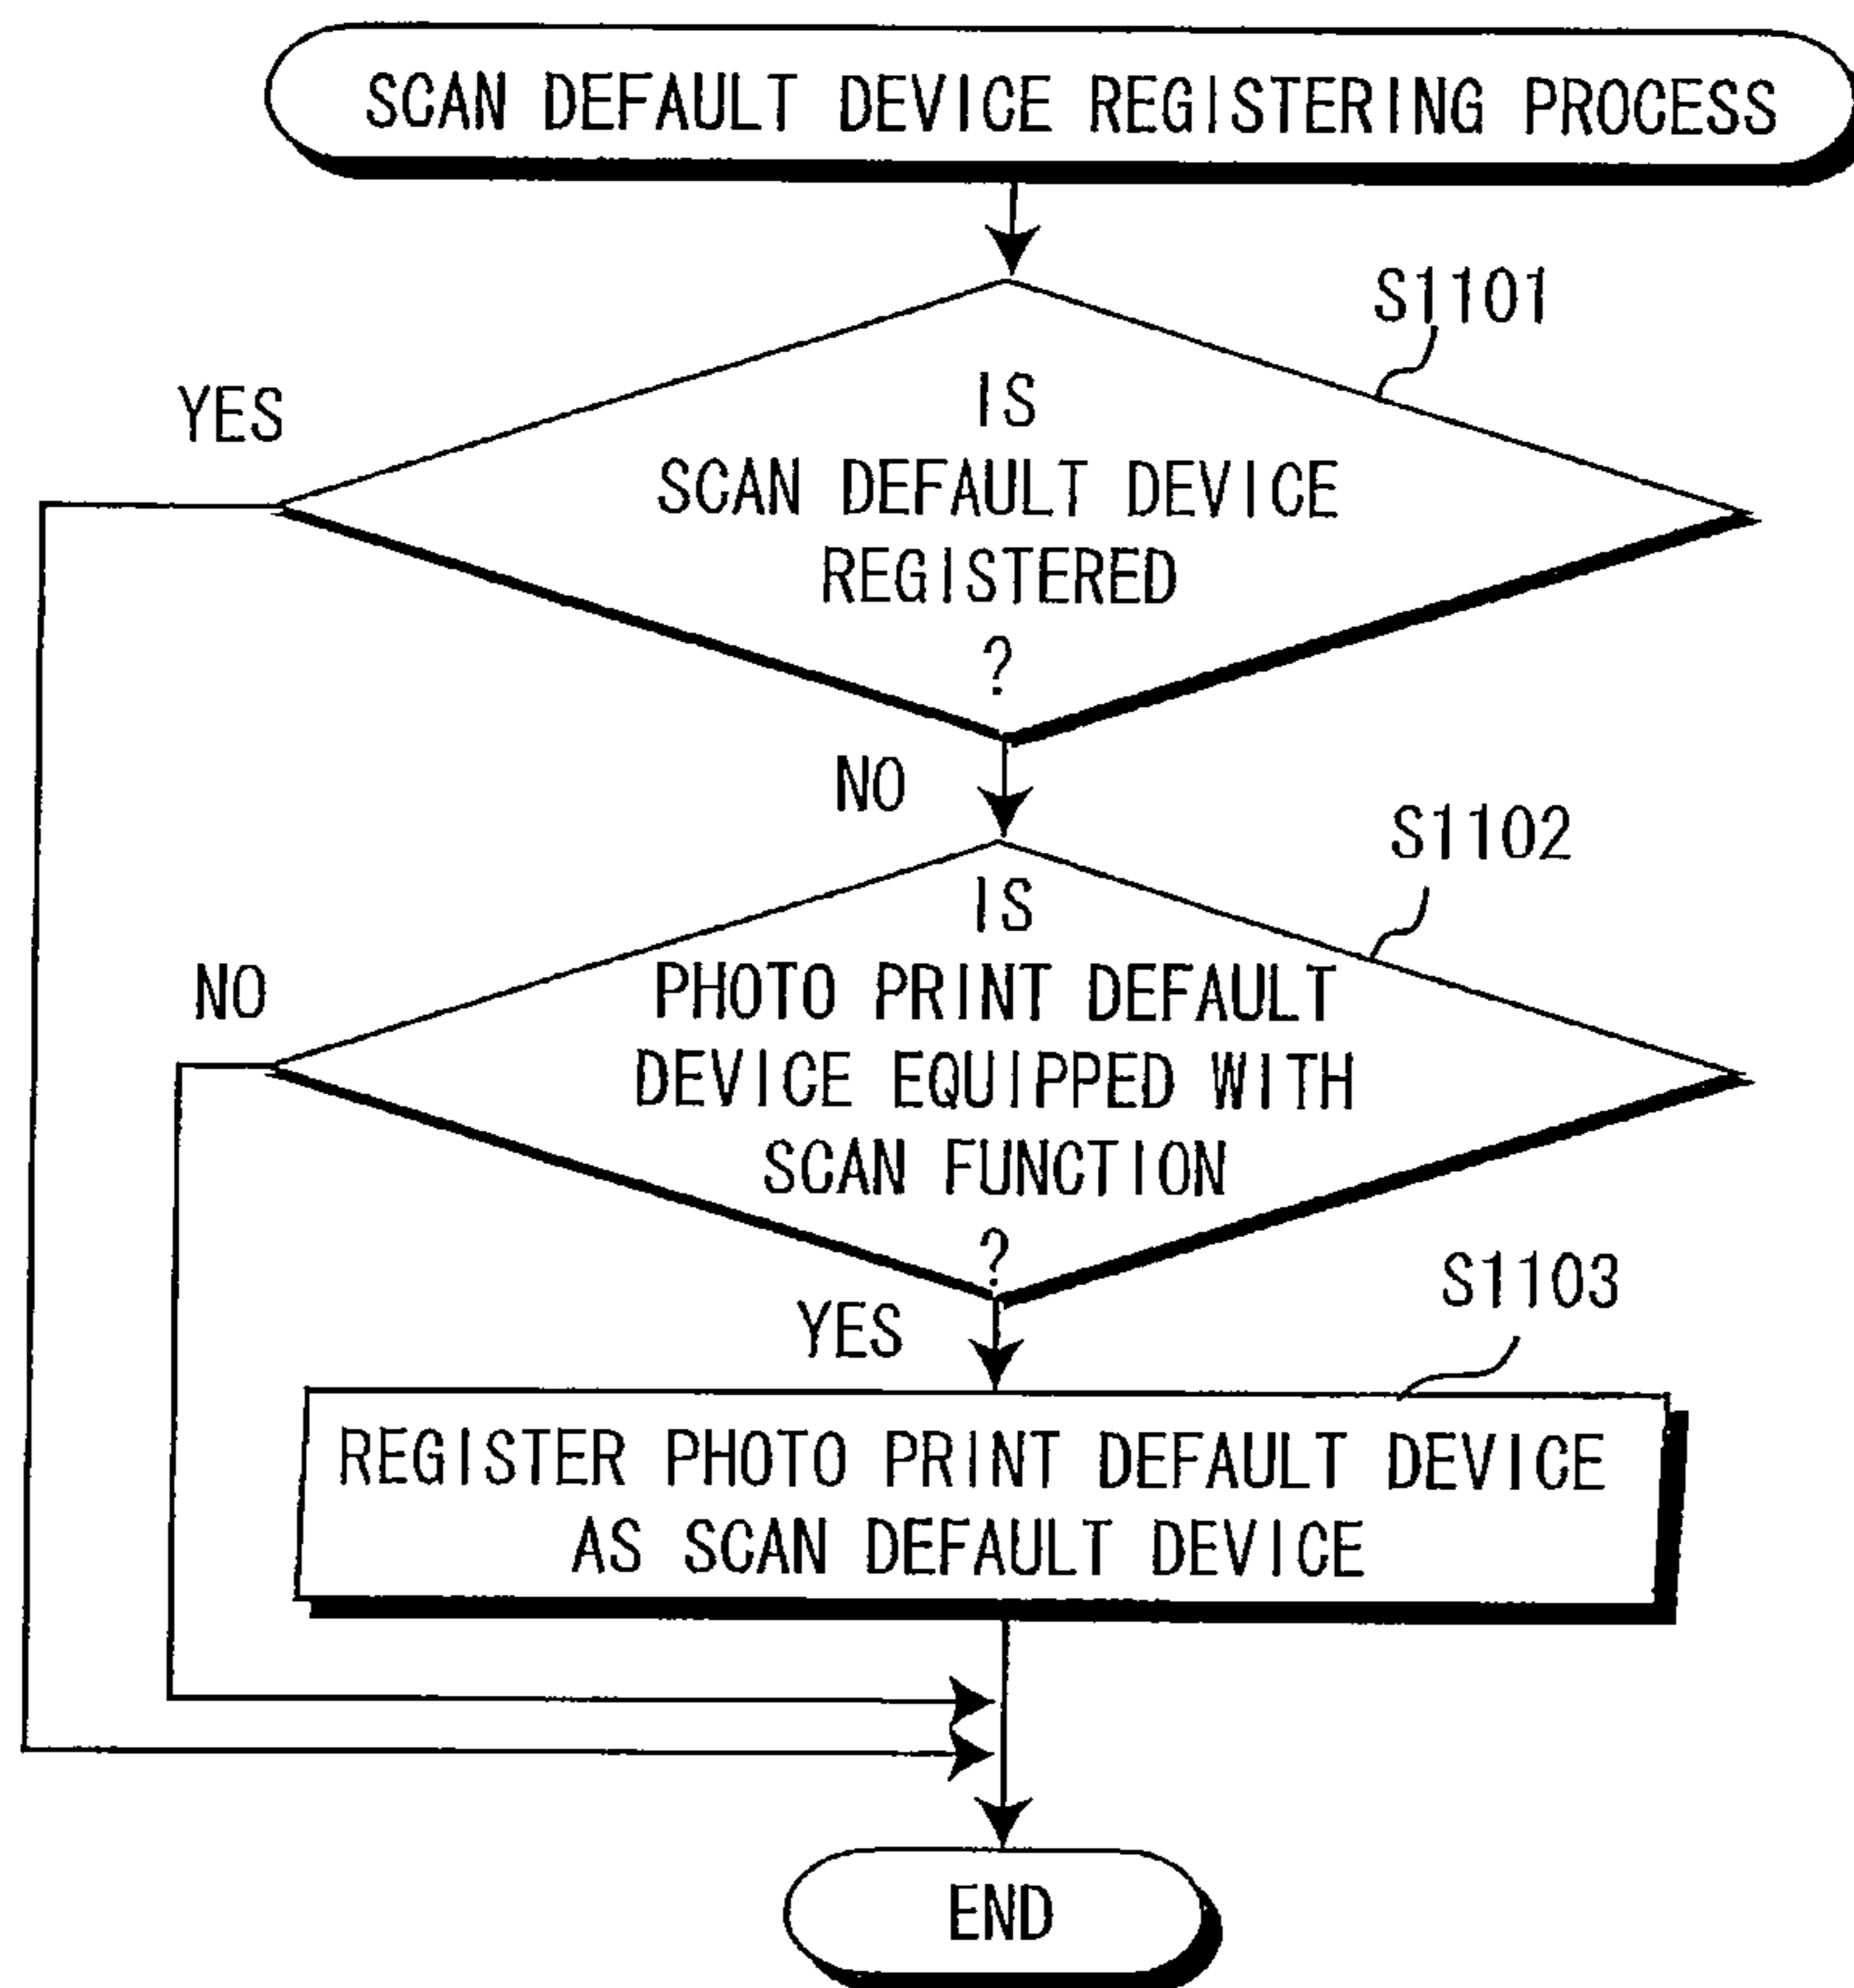 SCAN DEFAULT DEVICE REGISTERING PROCESS
S1101
YES
IS
SCAN DEFAULT DEVICE
REGISTERED
?
NO
S1102
NO
IS
PHOTO PRINT DEFAULT
DEVICE EQUIPPED WITH
SCAN FUNCTION
?
YES
S1103
REGISTER PHOTO PRINT DEFAULT DEVICE
AS SCAN DEFAULT DEVICE
END